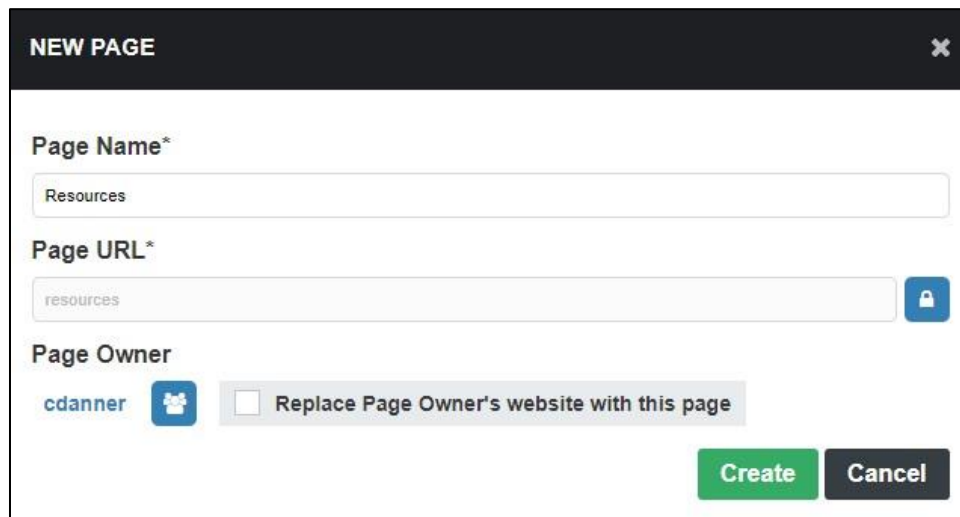 NEW PAGE
Page Name*
Resources
Page URL*
resources
Page Owner
cdanner Replace Page Owner's website with this page
Create Cancel